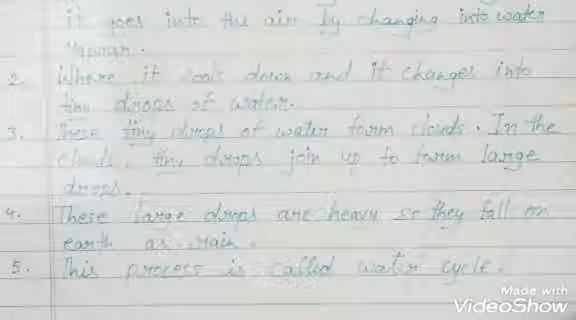 it goes into the air by changing into water
vapour.
2. Where it cools down and it changes into
tiny drops of water.
3. These tiny drops of water form clouds. In the
clouds, tiny drops join up to form large
drops.
4. These large drops are heavy so they fall on
earth as rain.
5. This process is called water cycle.
Made with
VideoShow